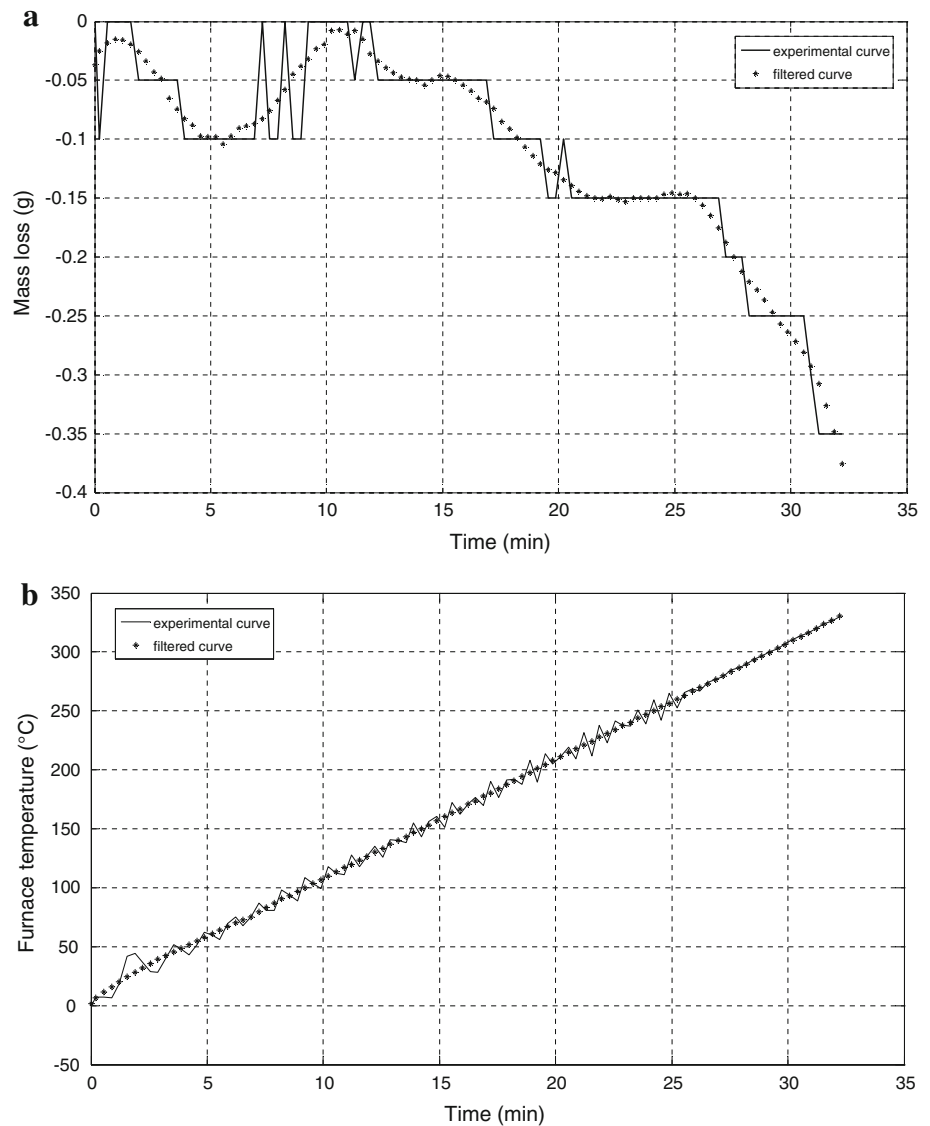 a
0
-0.05
-0.1
-0.15
-0.2
-0.25
-0.3
-0.35
-0.4
Mass loss (g)
experimental curve
filtered curve
0 5 10 15 20 25 30 35
Time (min)
b
350
300
250
200
150
100
50
0
-50
Furnace temperature (°C)
experimental curve
filtered curve
0 5 10 15 20 25 30 35
Time (min)